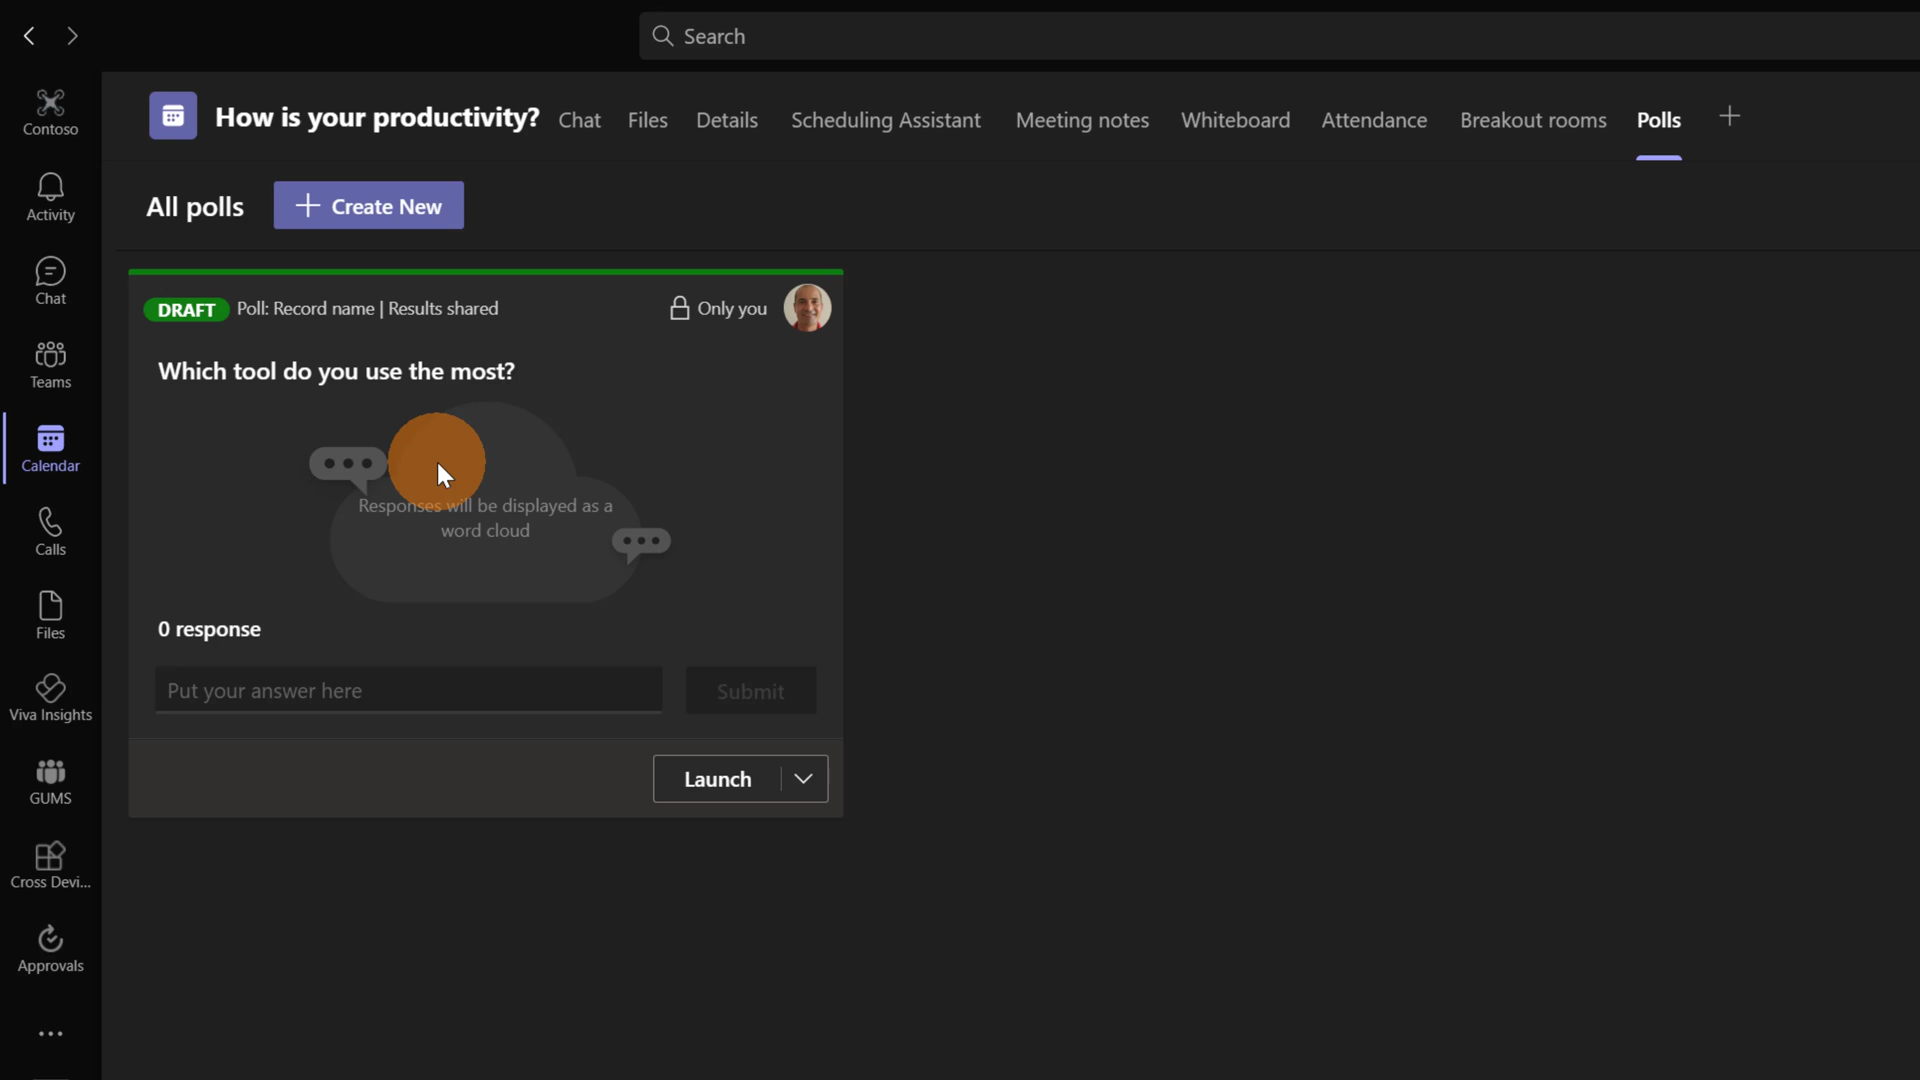 Search
Contoso
Activity
Chat
Teams
Calendar
Calls
Files
Viva Insights
GUMS
Cross Devi...
Approvals
How is your productivity? Chat Files Details Scheduling Assistant Meeting notes Whiteboard Attendance Breakout rooms Polls
All polls Create New
DRAFT Poll: Record name | Results shared Only you
Which tool do you use the most?
Responses will be displayed as a
word cloud
0 response
Put your answer here Submit
Launch